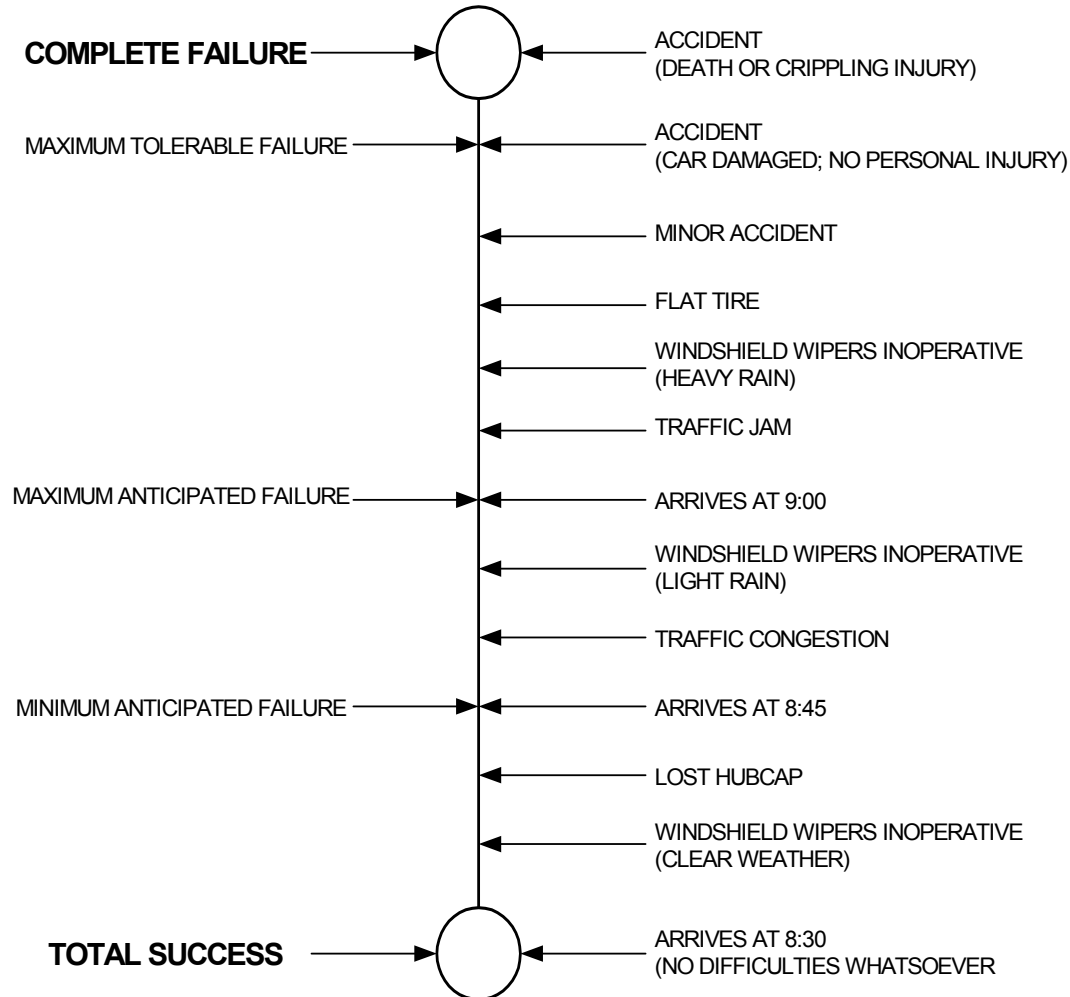 COMPLETE FAILURE
ACCIDENT
(DEATH OR CRIPPLING INJURY)
MAXIMUM TOLERABLE FAILURE
ACCIDENT
(CAR DAMAGED; NO PERSONAL INJURY)
MINOR ACCIDENT
FLAT TIRE
WINDSHIELD WIPERS INOPERATIVE
(HEAVY RAIN)
TRAFFIC JAM
MAXIMUM ANTICIPATED FAILURE
ARRIVES AT 9:00
WINDSHIELD WIPERS INOPERATIVE
(LIGHT RAIN)
TRAFFIC CONGESTION
MINIMUM ANTICIPATED FAILURE
ARRIVES AT 8:45
LOST HUBCAP
WINDSHIELD WIPERS INOPERATIVE
(CLEAR WEATHER)
TOTAL SUCCESS
ARRIVES AT 8:30
(NO DIFFICULTIES WHATSOEVER